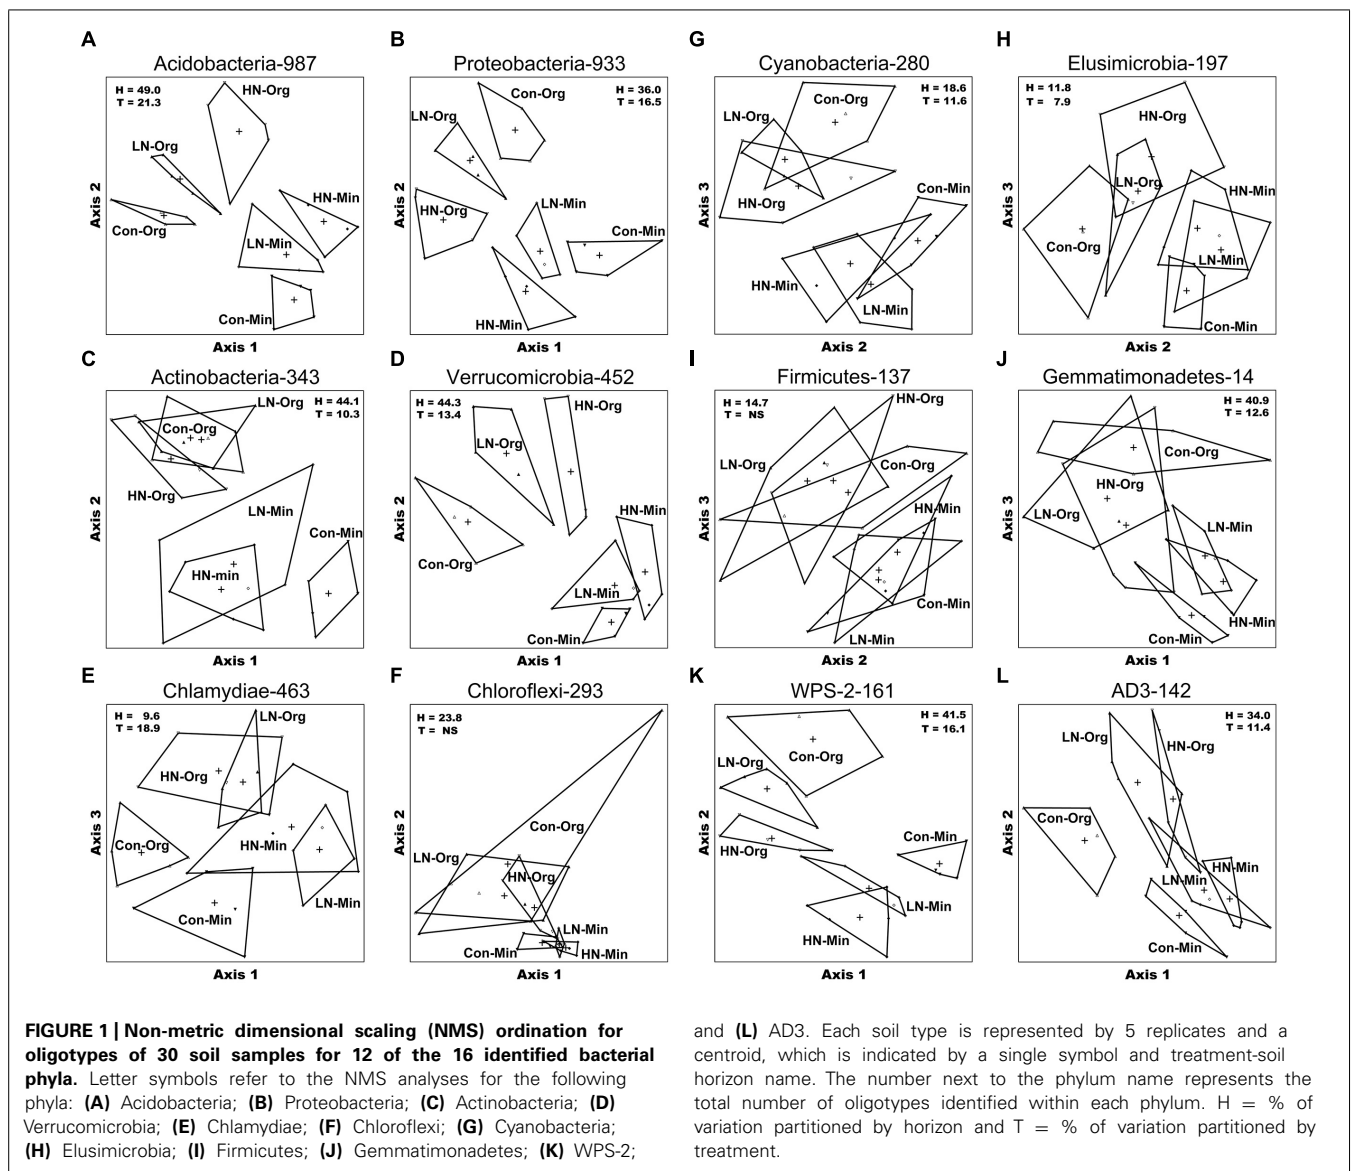 A
Acidobacteria-987
H = 49.0
T = 21.3
HN-Org
LN-Org
Con-Org
HN-Min
LN-Min
Con-Min
Axis 2
Axis 1
B
Proteobacteria-933
H = 36.0
T = 16.5
Con-Org
LN-Org
HN-Org
LN-Min
Con-Min
HN-Min
Axis 2
Axis 1
G
Cyanobacteria-280
H = 18.6
T = 11.6
Con-Org
LN-Org
HN-Org
Con-Min
HN-Min
LN-Min
Axis 3
Axis 2
H
Elusimicrobia-197
H = 11.8
T = 7.9
HN-Org
LN-Org
HN-Min
Con-Org
LN-Min
Con-Min
Axis 3
Axis 2
C
Actinobacteria-343
H = 44.1
T = 10.3
LN-Org
Con-Org
HN-Org
LN-Min
Con-Min
HN-min
Axis 2
Axis 1
D
Verrucomicrobia-452
H = 44.3
T = 13.4
HN-Org
LN-Org
Con-Org
HN-Min
LN-Min
Con-Min
Axis 2
Axis 1
I
Firmicutes-137
H = 14.7
T = NS
HN-Org
LN-Org
Con-Org
HN-Min
Con-Min
LN-Min
Axis 3
Axis 2
J
Gemmatimonadetes-14
H = 40.9
T = 12.6
Con-Org
HN-Org
LN-Org
LN-Min
HN-Min
Con-Min
Axis 3
Axis 1
E
Chlamydiae-463
H = 9.6
T = 18.9
LN-Org
HN-Org
Con-Org
HN-Min
LN-Min
Con-Min
Axis 3
Axis 1
F
Chloroflexi-293
H = 23.8
T = NS
Con-Org
LN-Org
HN-Org
LN-Min
Con-Min
HN-Min
Axis 2
Axis 1
K
WPS-2-161
H = 41.5
T = 16.1
Con-Org
LN-Org
HN-Org
Con-Min
LN-Min
HN-Min
Axis 2
Axis 1
L
AD3-142
H = 34.0
T = 11.4
LN-Org
HN-Org
Con-Org
HN-Min
LN-Min
Con-Min
Axis 2
Axis 1
FIGURE 1 | Non-metric dimensional scaling (NMS) ordination for
oligotypes of 30 soil samples for 12 of the 16 identified bacterial
phyla. Letter symbols refer to the NMS analyses for the following
phyla: (A) Acidobacteria; (B) Proteobacteria; (C) Actinobacteria; (D)
Verrucomicrobia; (E) Chlamydiae; (F) Chloroflexi; (G) Cyanobacteria;
(H) Elusimicrobia; (I) Firmicutes; (J) Gemmatimonadetes; (K) WPS-2;
and (L) AD3. Each soil type is represented by 5 replicates and a
centroid, which is indicated by a single symbol and treatment-soil
horizon name. The number next to the phylum name represents the
total number of oligotypes identified within each phylum. H = % of
variation partitioned by horizon and T = % of variation partitioned by
treatment.